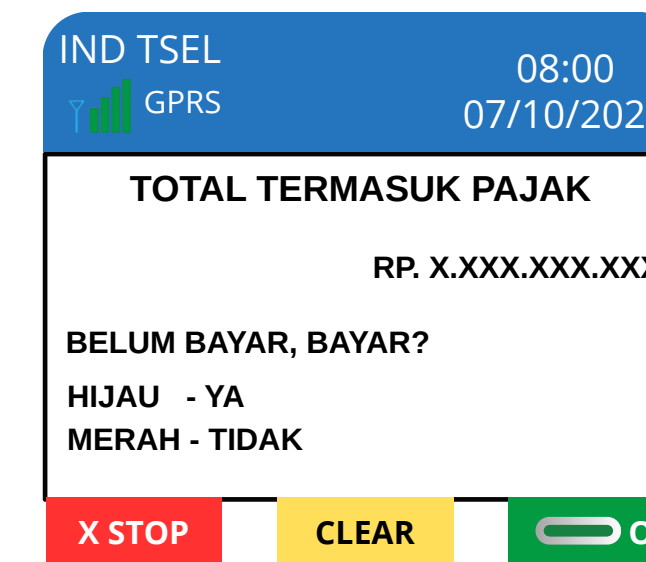 IND TSEL
GPRS
08:00
07/10/202
TOTAL TERMASUK PAJAK
RP. X.XXX.XXX.XXX
BELUM BAYAR, BAYAR?
HIJAU - YA
MERAH - TIDAK
X STOP
CLEAR
O